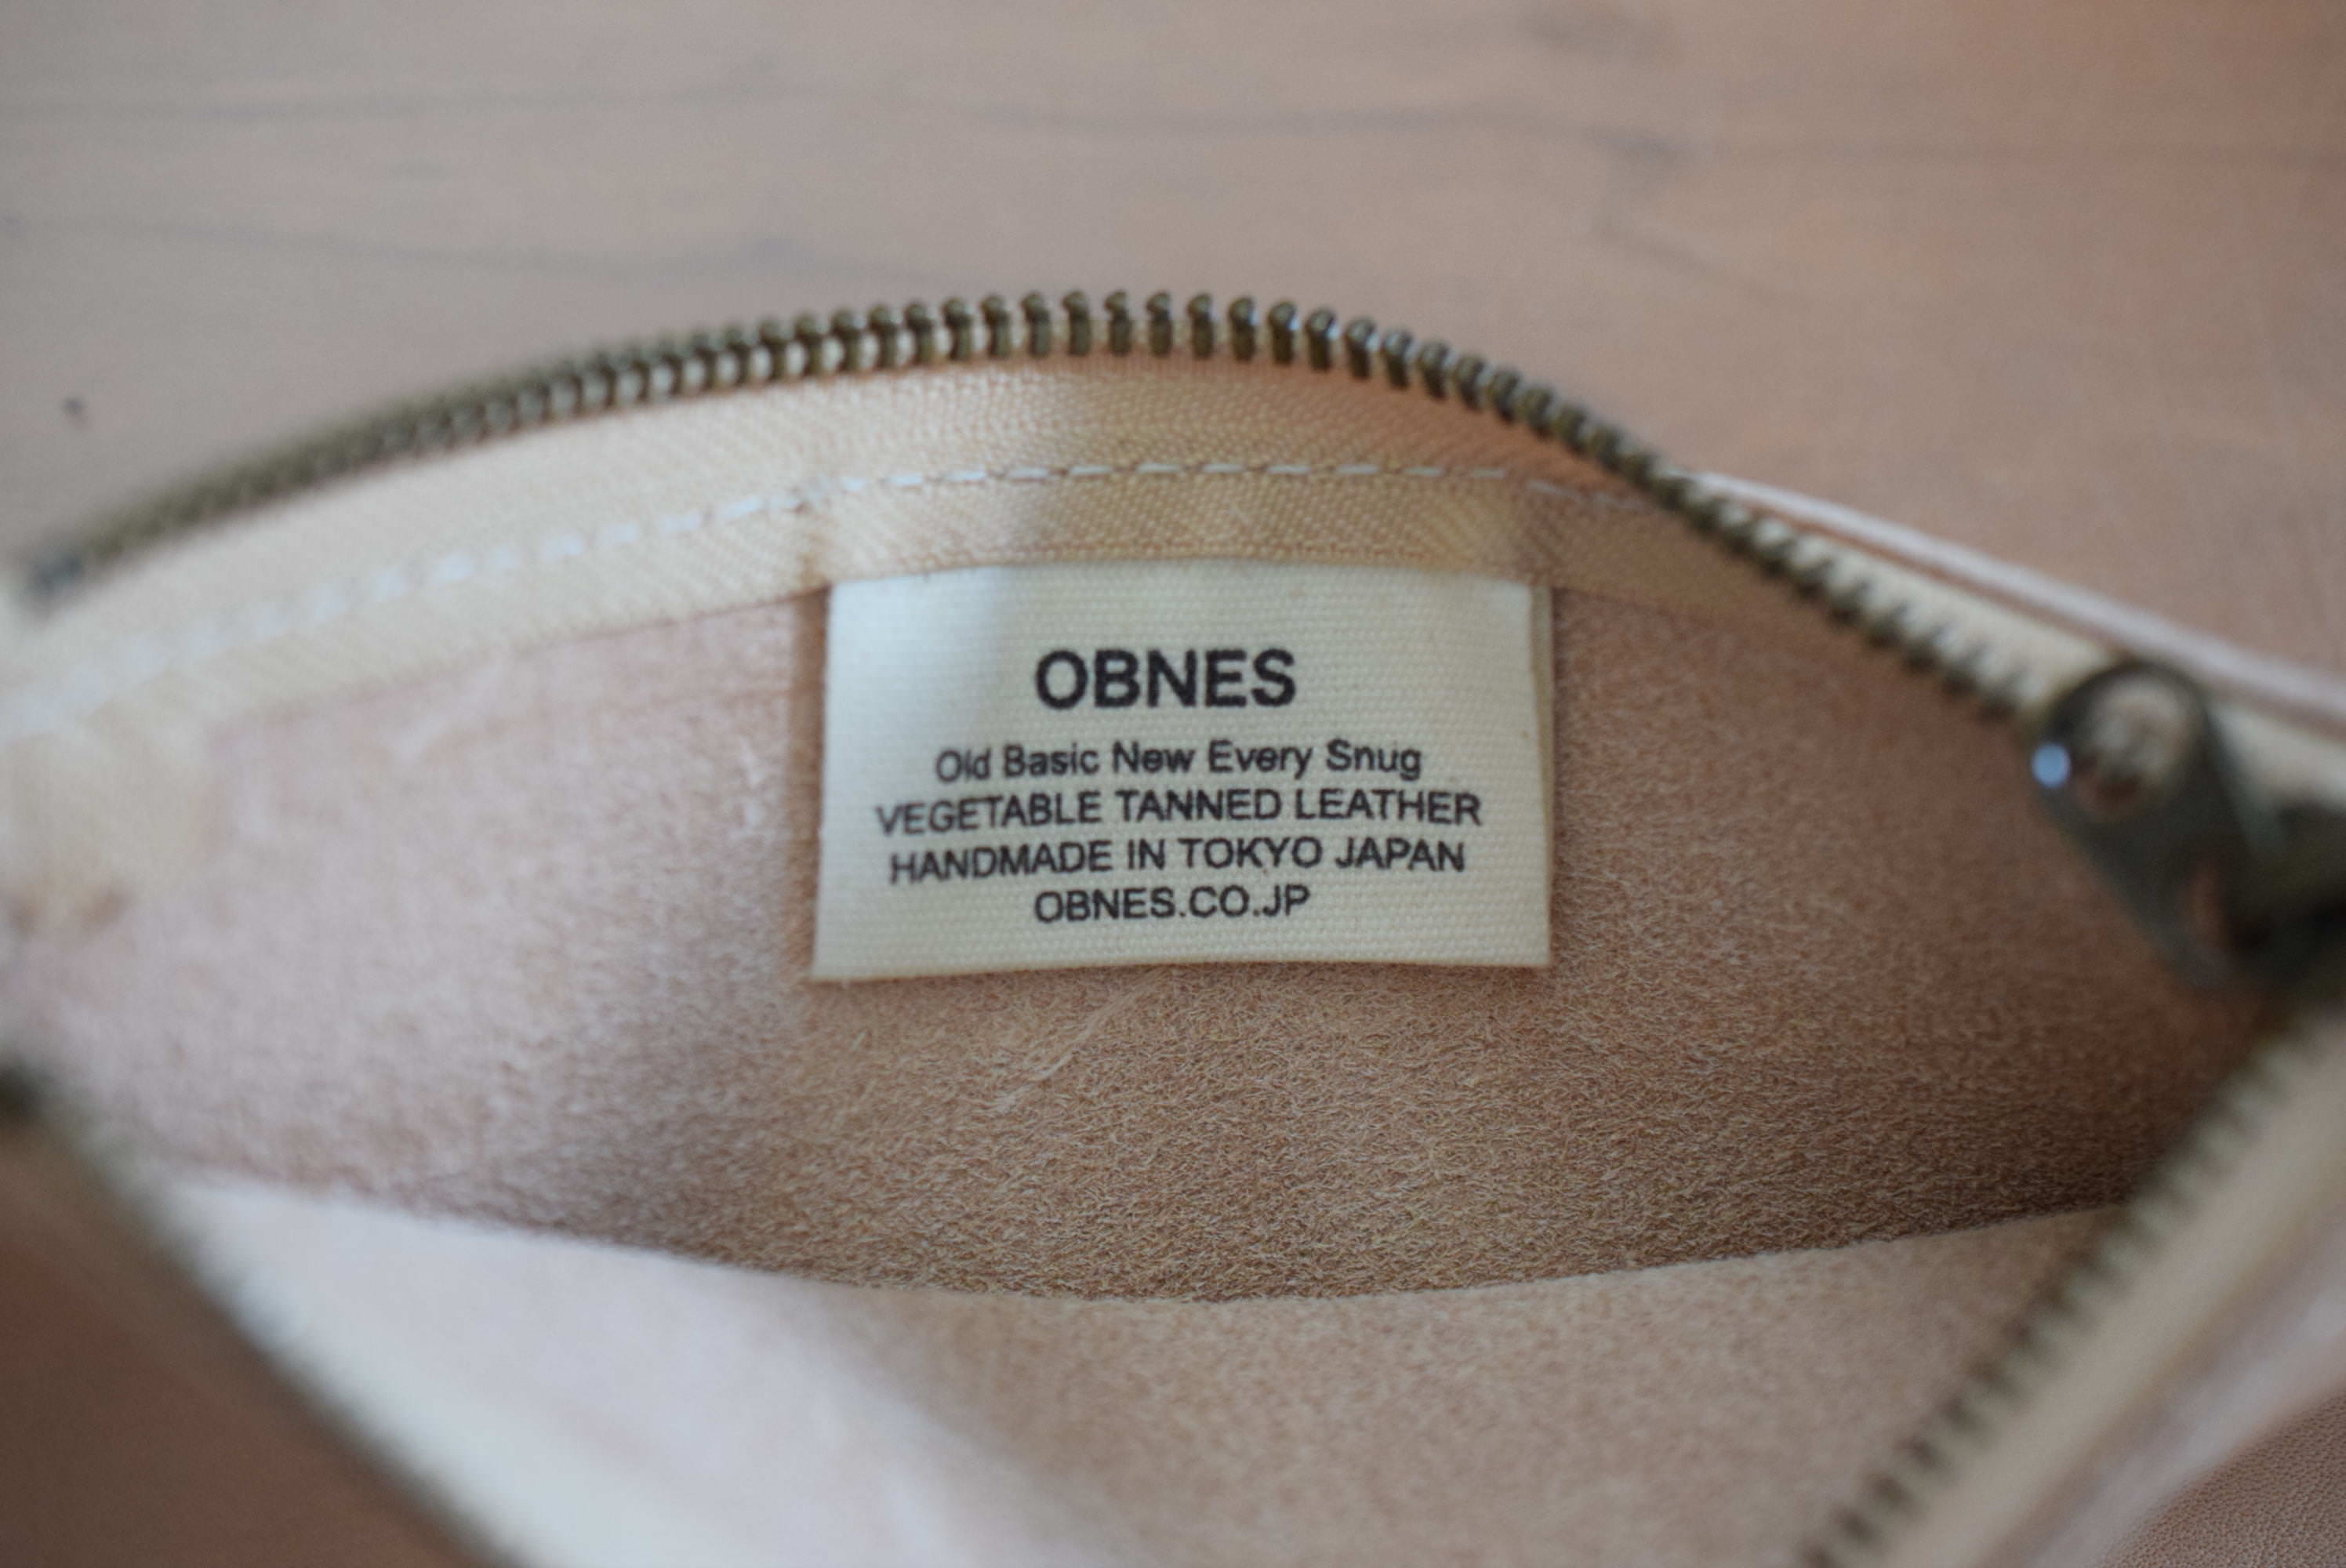 OBNES
Old Basic New Every Snug
VEGETABLE TANNED LEATHER
HANDMADE IN TOKYO JAPAN
OBNES.CO.JP